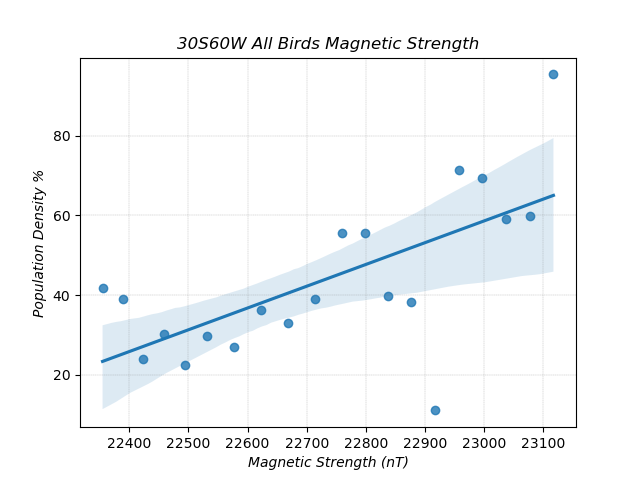 30S60W All Birds Magnetic Strength
Population Density %
80
60
40
20
22400 22500 22600 22700 22800 22900 23000 23100
Magnetic Strength (nT)